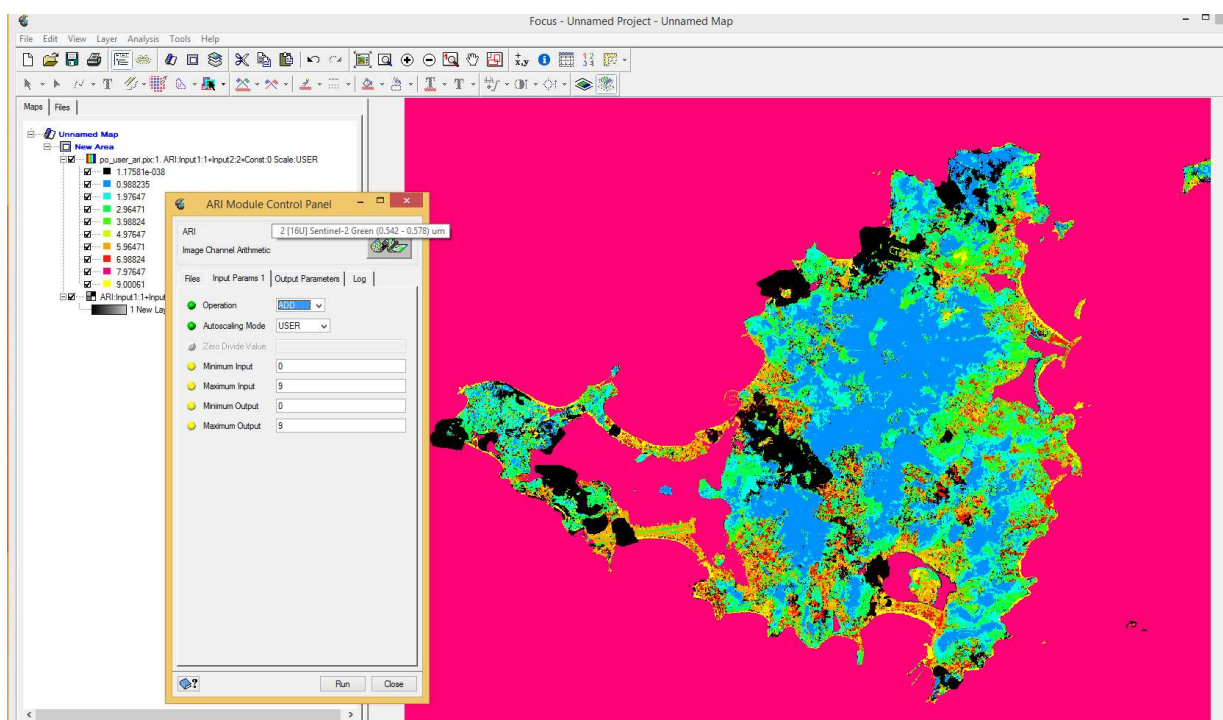 Focus - Unnamed Project - Unnamed Map
File Edit View Layer Analysis Tools Help
Maps Files
Unnamed Map
New Area
po_user_ari.pix:1. ARI:Input1:1+Input2:2+Const:0 Scale:USER
1.17581e-038
0.988235
1.97647
2.96471
3.98824
4.97647
5.96471
6.98824
7.97647
9.00061
ARI:Input1:1+Input
1 New Lay
ARI Module Control Panel
ARI
2 [16U] Sentinel-2 Green (0.542 - 0.578) um
Image Channel Arithmetic
Files Input Params 1 Output Parameters Log
Operation ADD
Autoscaling Mode USER
Zero Divide Value
Minimum Input 0
Maximum Input 9
Minimum Output 0
Maximum Output 9
Run Close